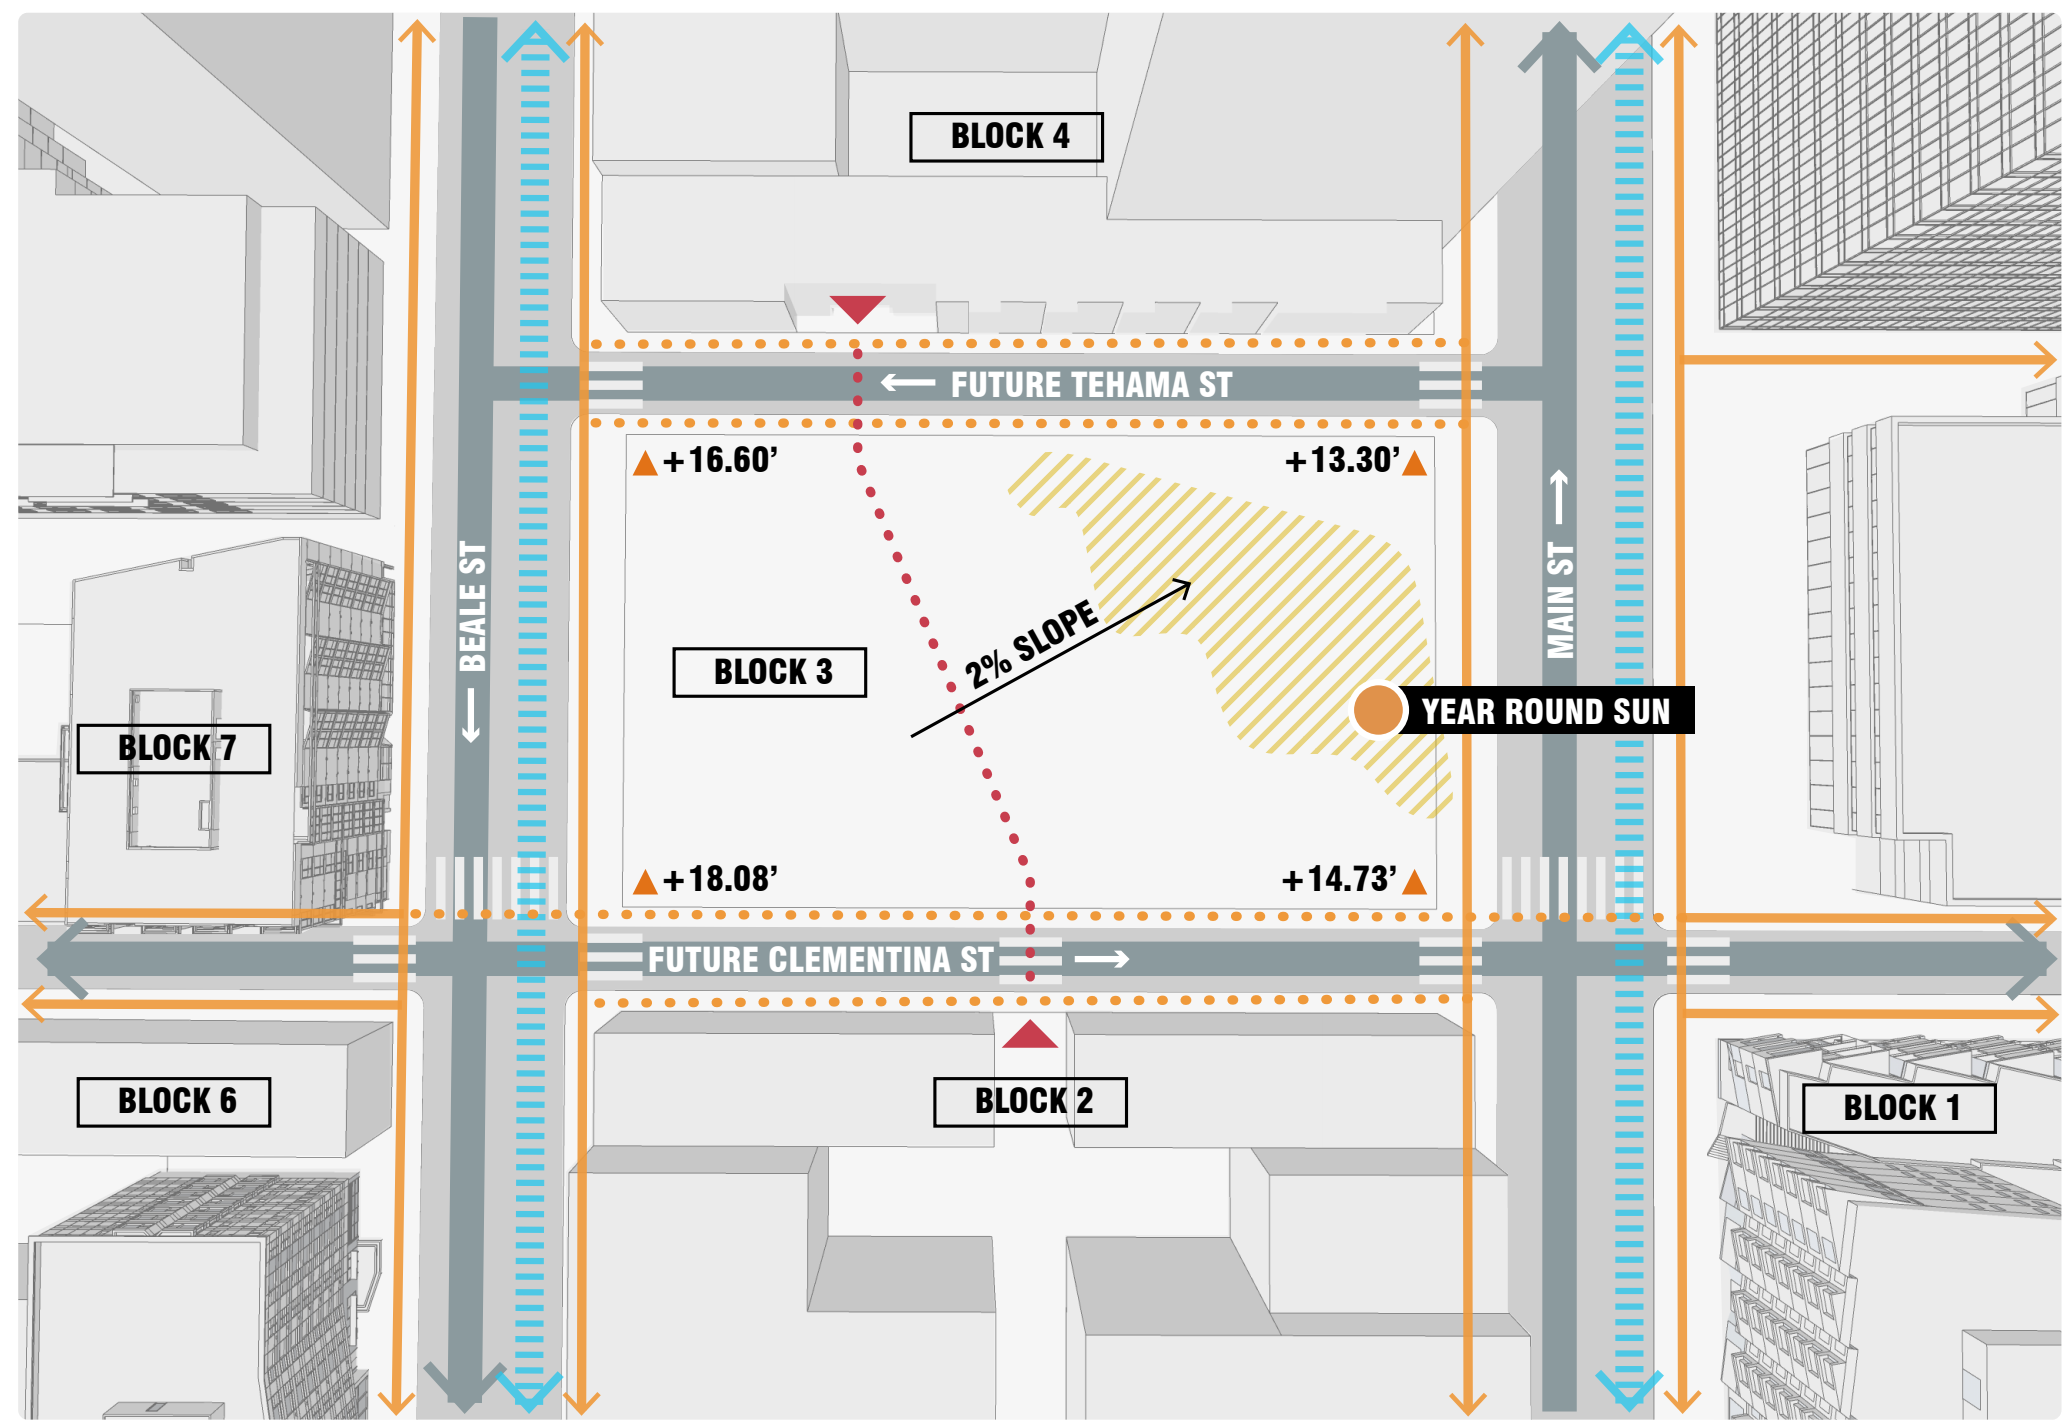 BLOCK 4
FUTURE TEHAMA ST
+16.60’
+13.30’
BEALE ST
MAIN ST
2% SLOPE
BLOCK 3
YEAR ROUND SUN
BLOCK 7
+18.08’
+14.73’
FUTURE CLEMENTINA ST
BLOCK 6
BLOCK 2
BLOCK 1